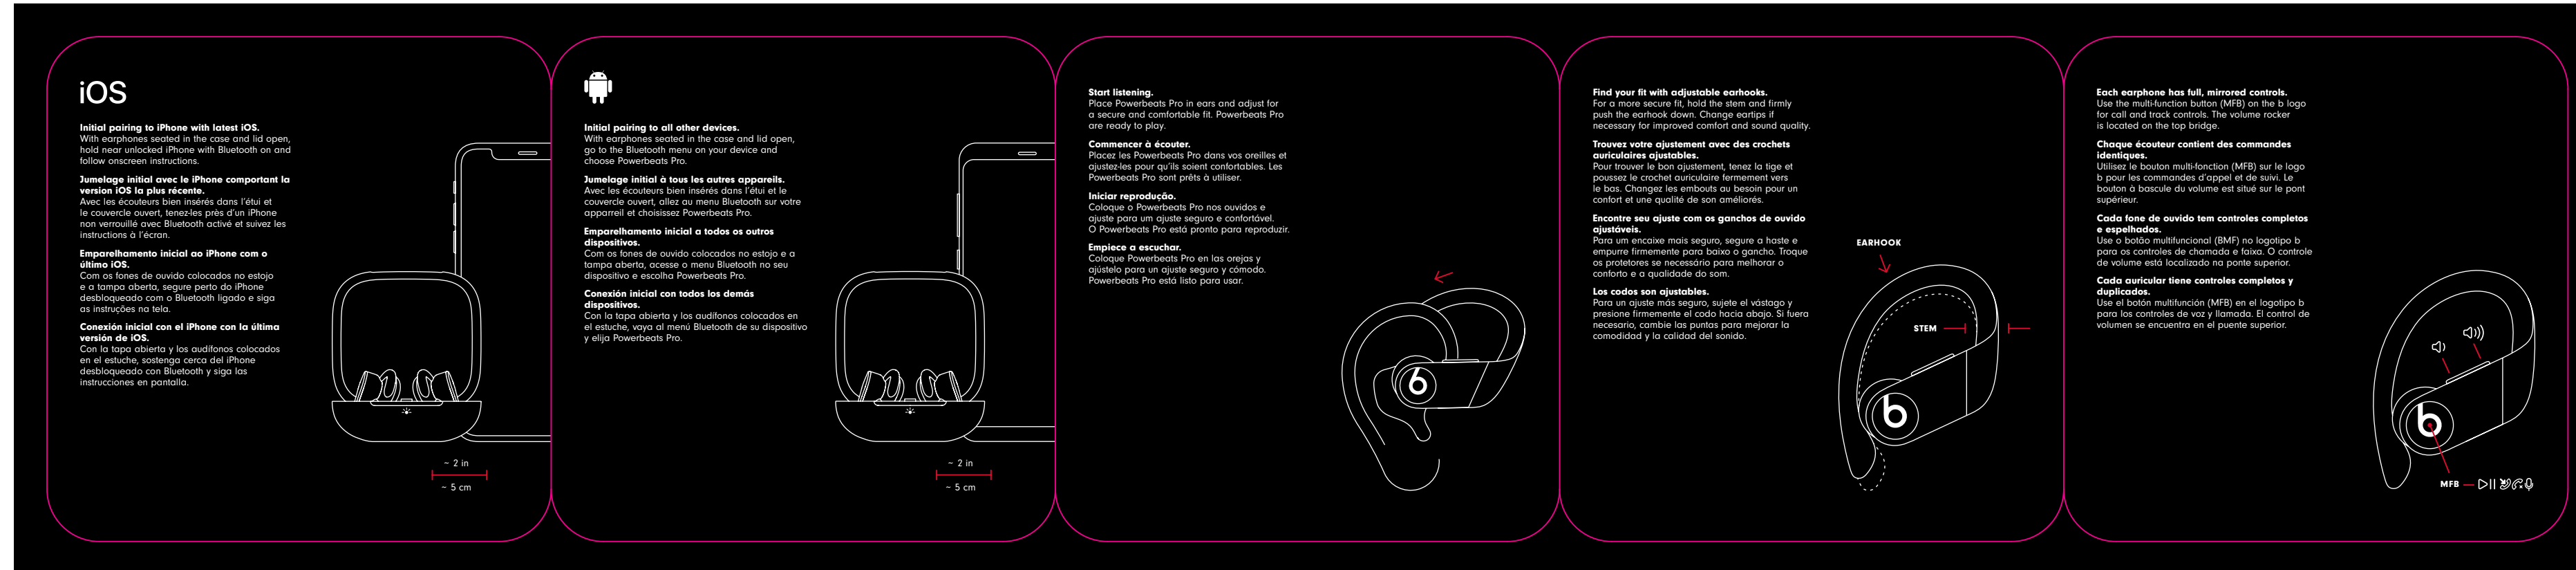 iOS
Initial pairing to iPhone with latest iOS.
With earphones seated in the case and lid open,
hold near unlocked iPhone with Bluetooth on and
follow onscreen instructions.
Jumelage initial avec le iPhone comportant la
version iOS la plus récente.
Avec les écouteurs bien insérés dans l'étui et
le couvercle ouvert, tenez-les près d'un iPhone
non verrouillé avec Bluetooth activé et suivez les
instructions à l'écran.
Emparelhamento inicial ao iPhone com o
último iOS.
Com os fones de ouvido colocados no estojo
e a tampa aberta, segure perto do iPhone
desbloqueado com o Bluetooth ligado e siga
as instruções na tela.
Conexión inicial con el iPhone con la última
versión de iOS.
Con la tapa abierta y los audífonos colocados
en el estuche, sostenga cerca del iPhone
desbloqueado con Bluetooth y siga las
instrucciones en pantalla.
~ 2 in
~ 5 cm
Initial pairing to all other devices.
With earphones seated in the case and lid open,
go to the Bluetooth menu on your device and
choose Powerbeats Pro.
Jumelage initial à tous les autres appareils.
Avec les écouteurs bien insérés dans l'étui et le
couvercle ouvert, allez au menu Bluetooth sur votre
apparreil et choisissez Powerbeats Pro.
Emparelhamento inicial a todos os outros
dispositivos.
Com os fones de ouvido colocados no estojo e a
tampa aberta, acesse o menu Bluetooth no seu
dispositivo e escolha Powerbeats Pro.
Conexión inicial con todos los demás
dispositivos.
Con la tapa abierta y los audífonos colocados en
el estuche, vaya al menú Bluetooth de su dispositivo
y elija Powerbeats Pro.
~ 2 in
~ 5 cm
Start listening.
Place Powerbeats Pro in ears and adjust for
a secure and comfortable fit. Powerbeats Pro
are ready to play.
Commencer à écouter.
Placez les Powerbeats Pro dans vos oreilles et
ajustez-les pour qu'ils soient confortables. Les
Powerbeats Pro sont prêts à utiliser.
Iniciar reprodução.
Coloque o Powerbeats Pro nos ouvidos e
ajuste para um ajuste seguro e confortável.
O Powerbeats Pro está pronto para reproduzir.
Empiece a escuchar.
Coloque Powerbeats Pro en las orejas y
ajústelo para un ajuste seguro y cómodo.
Powerbeats Pro está listo para usar.
b
Find your fit with adjustable earhooks.
For a more secure fit, hold the stem and firmly
push the earhook down. Change eartips if
necessary for improved comfort and sound quality.
Trouvez votre ajustement avec des crochets
auriculaires ajustables.
Pour trouver le bon ajustement, tenez la tige et
poussez le crochet auriculaire fermement vers
le bas. Changez les embouts au besoin pour un
confort et une qualité de son améliorés.
Encontre seu ajuste com os ganchos de ouvido
ajustáveis.
Para um encaixe mais seguro, segure a haste e
empurre firmemente para baixo o gancho. Troque
os protetores se necessário para melhorar o
conforto e a qualidade do som.
Los codos son ajustables.
Para un ajuste más seguro, sujete el vástago y
presione firmemente el codo hacia abajo. Si fuera
necesario, cambie las puntas para mejorar la
comodidad y la calidad del sonido.
EARHOOK
STEM
b
Each earphone has full, mirrored controls.
Use the multi-function button (MFB) on the b logo
for call and track controls. The volume rocker
is located on the top bridge.
Chaque écouteur contient des commandes
identiques.
Utilisez le bouton multi-fonction (MFB) sur le logo
b pour les commandes d'appel et de suivi. Le
bouton à bascule du volume est situé sur le pont
supérieur.
Cada fone de ouvido tem controles completos
e espelhados.
Use o botão multifuncional (BMF) no logotipo b
para os controles de chamada e faixa. O controle
de volume está localizado na ponte superior.
Cada auricular tiene controles completos y
duplicados.
Use el botón multifunción (MFB) en el logotipo b
para los controles de voz y llamada. El control de
volumen se encuentra en el puente superior.
b
MFB